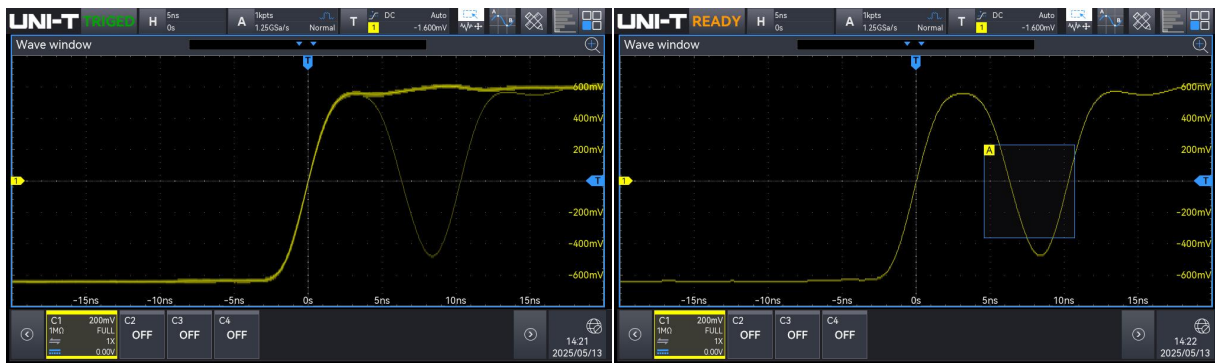 UNI-T TRIGED H 5ns 0s A 1kpts 1.25GSa/s Normal T DC 1 Auto -1.600mV
Wave window
T
600mV
400mV
200mV
1 T
-200mV
-400mV
-600mV
-15ns -10ns -5ns 0s 5ns 10ns 15ns
C1 200mV C2 C3 C4
1MΩ FULL OFF OFF OFF
1X
0.00V
14:21
2025/05/13
UNI-T READY H 5ns 0s A 1kpts 1.25GSa/s Normal T DC 1 Auto -1.600mV
Wave window
T
600mV
400mV
A 200mV
1 T
-200mV
-400mV
-600mV
-15ns -10ns -5ns 0s 5ns 10ns 15ns
C1 200mV C2 C3 C4
1MΩ FULL OFF OFF OFF
1X
0.00V
14:22
2025/05/13